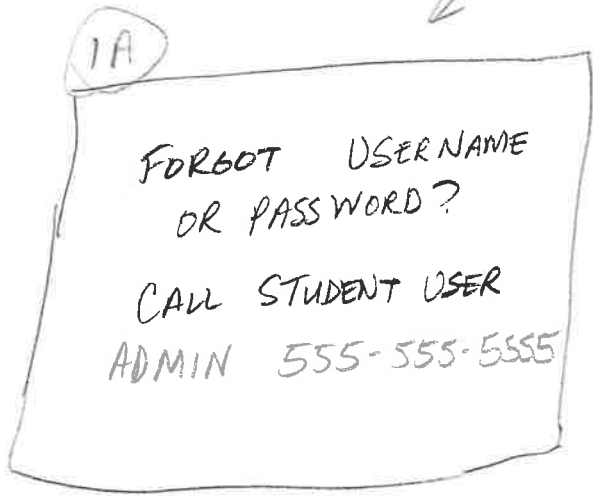 1A
FORGOT USERNAME
OR PASSWORD?
CALL STUDENT USER
ADMIN 555-555-5555